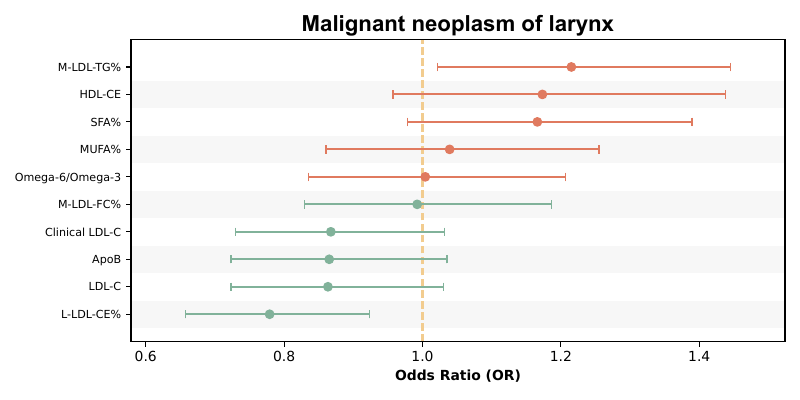 Malignant neoplasm of larynx
M-LDL-TG%
HDL-CE
SFA%
MUFA%
Omega-6/Omega-3
M-LDL-FC%
Clinical LDL-C
ApoB
LDL-C
L-LDL-CE%
0.6 0.8 1.0 1.2 1.4
Odds Ratio (OR)